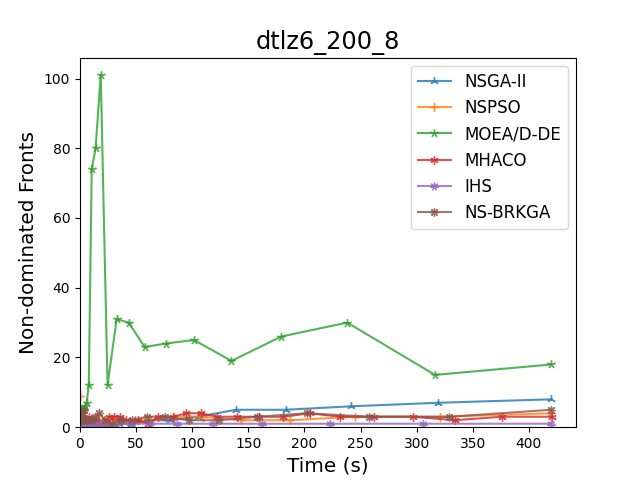 dtlz6_200_8
Non-dominated Fronts
100
80
60
40
20
0
NSGA-II
NSPSO
MOEA/D-DE
MHACO
IHS
NS-BRKGA
0 50 100 150 200 250 300 350 400
Time (s)